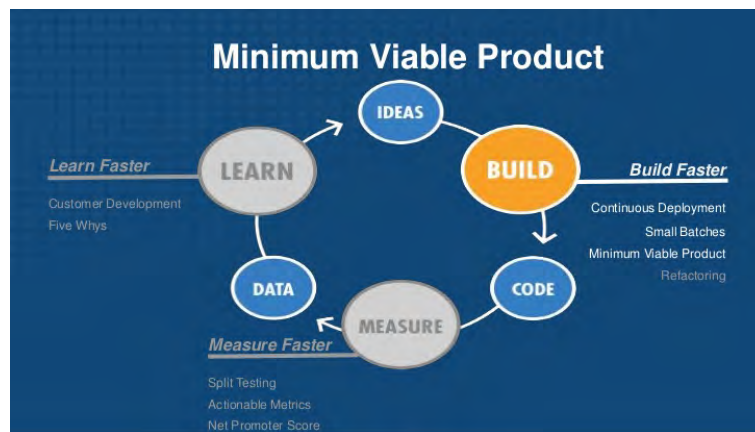 Minimum Viable Product
IDEAS
LEARN
BUILD
Learn Faster
Customer Development
Five Whys
Build Faster
Continuous Deployment
Small Batches
Minimum Viable Product
Refactoring
DATA
CODE
MEASURE
Measure Faster
Split Testing
Actionable Metrics
Net Promoter Score